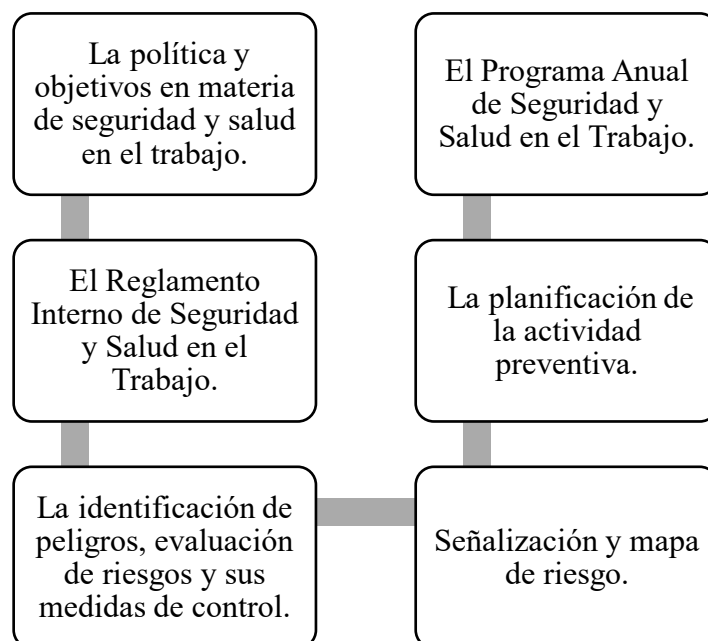 La política y
objetivos en materia
de seguridad y salud
en el trabajo.
El Reglamento
Interno de Seguridad
y Salud en el
Trabajo.
La identificación de
peligros, evaluación
de riesgos y sus
medidas de control.
Señalización y mapa
de riesgo.
La planificación de
la actividad
preventiva.
El Programa Anual
de Seguridad y
Salud en el Trabajo.